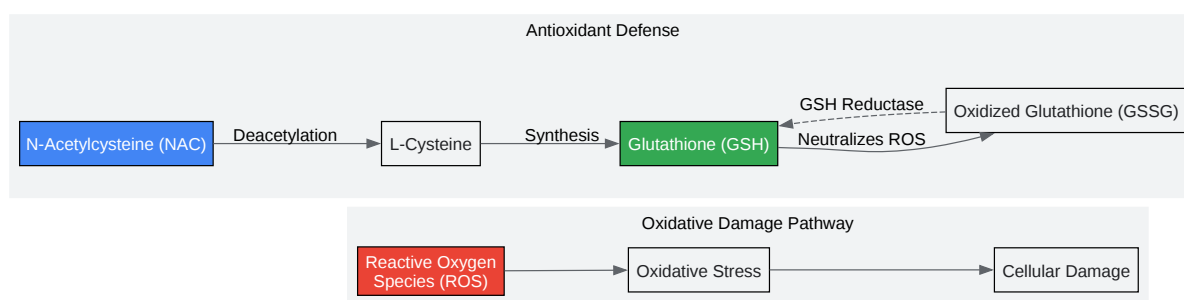 Antioxidant Defense
GSH Reductase
Oxidized Glutathione (GSSG)
N-Acetylcysteine (NAC)
Deacetylation
L-Cysteine
Synthesis
Glutathione (GSH)
Neutralizes ROS
Oxidative Damage Pathway
Reactive Oxygen
Species (ROS)
Oxidative Stress
Cellular Damage